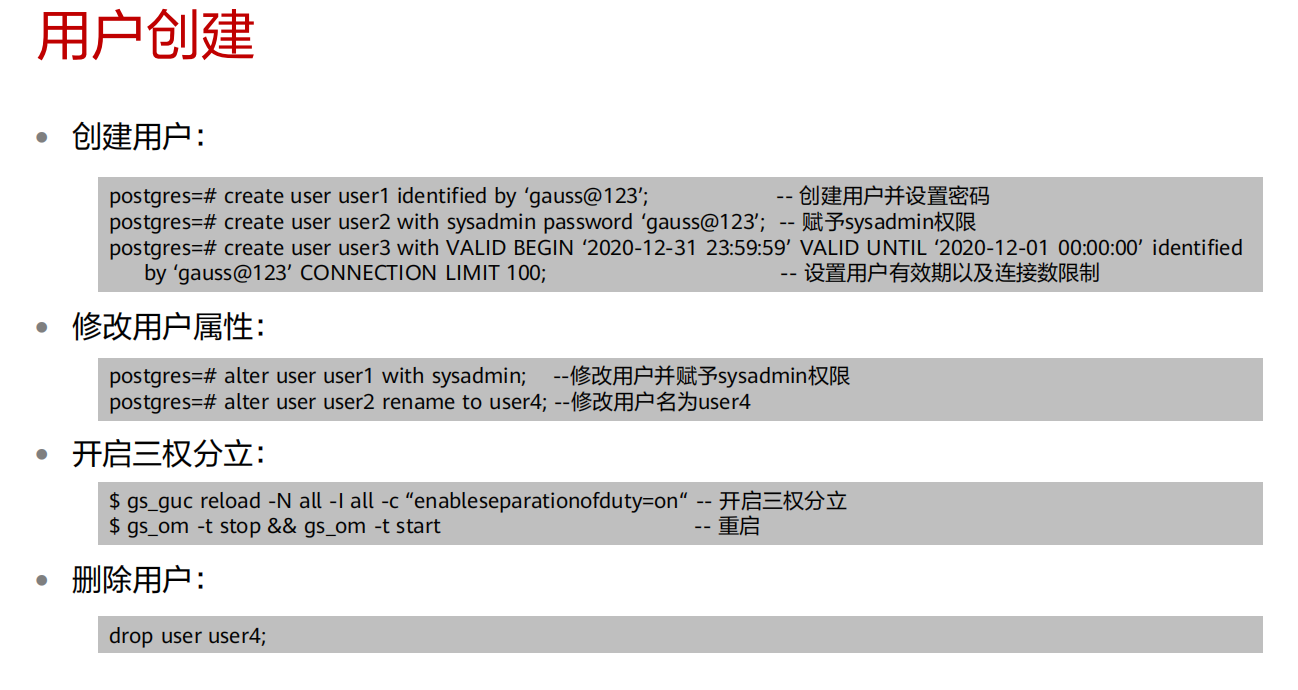 用户创建
• 创建用户：
postgres=# create user user1 identified by ‘gauss@123’; -- 创建用户并设置密码
postgres=# create user user2 with sysadmin password ‘gauss@123’; -- 赋予sysadmin权限
postgres=# create user user3 with VALID BEGIN ‘2020-12-31 23:59:59’ VALID UNTIL ‘2020-12-01 00:00:00’ identified
by ‘gauss@123’ CONNECTION LIMIT 100; -- 设置用户有效期以及连接数限制
• 修改用户属性：
postgres=# alter user user1 with sysadmin; --修改用户并赋予sysadmin权限
postgres=# alter user user2 rename to user4; --修改用户名为user4
• 开启三权分立：
$ gs_guc reload -N all -I all -c “enableseparationofduty=on“ -- 开启三权分立
$ gs_om -t stop && gs_om -t start -- 重启
• 删除用户：
drop user user4;